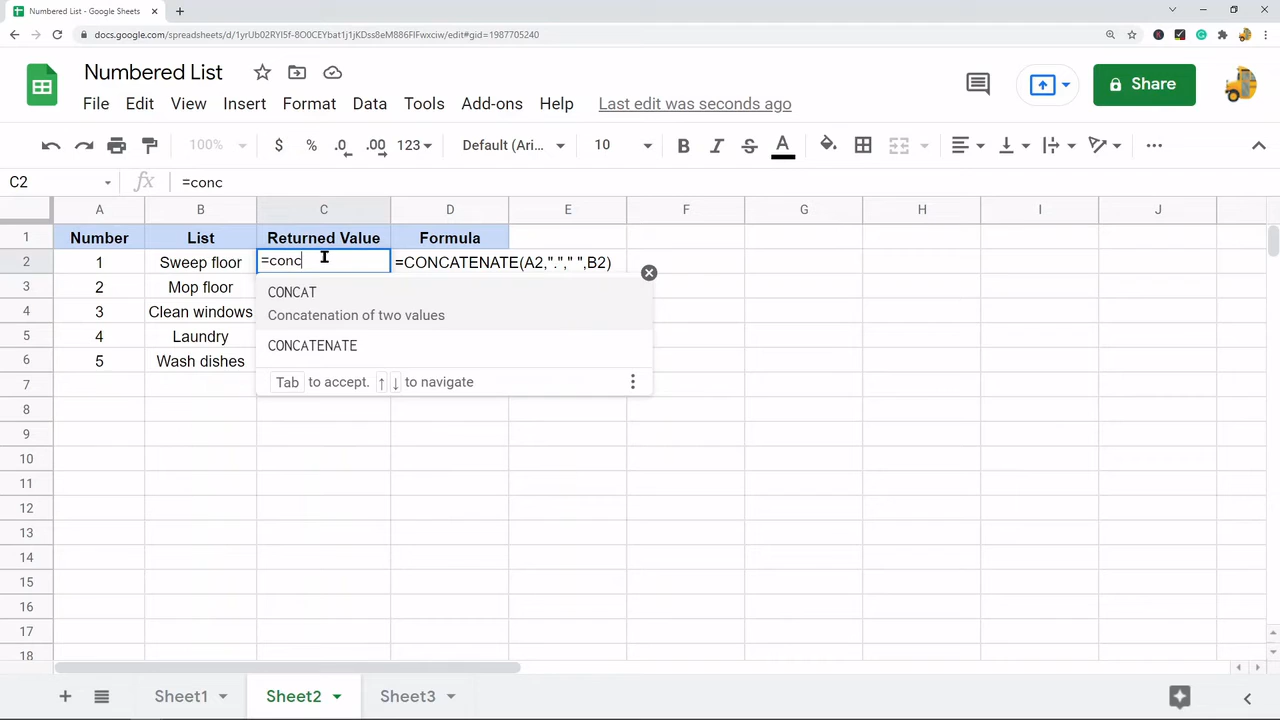 Numbered List - Google Sheets
docs.google.com/spreadsheets/d/1yrUb02RYI5f-8O0CEYbat1j1jKDss8eM886FIFwxciw/edit#gid=1987705240
Numbered List
File Edit View Insert Format Data Tools Add-ons Help Last edit was seconds ago
Share
100% $ % .0 .00 123 Default (Ari... 10 B I S A
C2 fx =conc
A B C D E F G H I J
1 Number List Returned Value Formula
2 1 Sweep floor =conc =CONCATENATE(A2,"."," ",B2)
3 2 Mop floor
CONCAT
4 3 Clean windows
Concatenation of two values
5 4 Laundry
CONCATENATE
6 5 Wash dishes
7
Tab to accept. ↑ ↓ to navigate
8
9
10
11
12
13
14
15
16
17
18
Sheet1 Sheet2 Sheet3